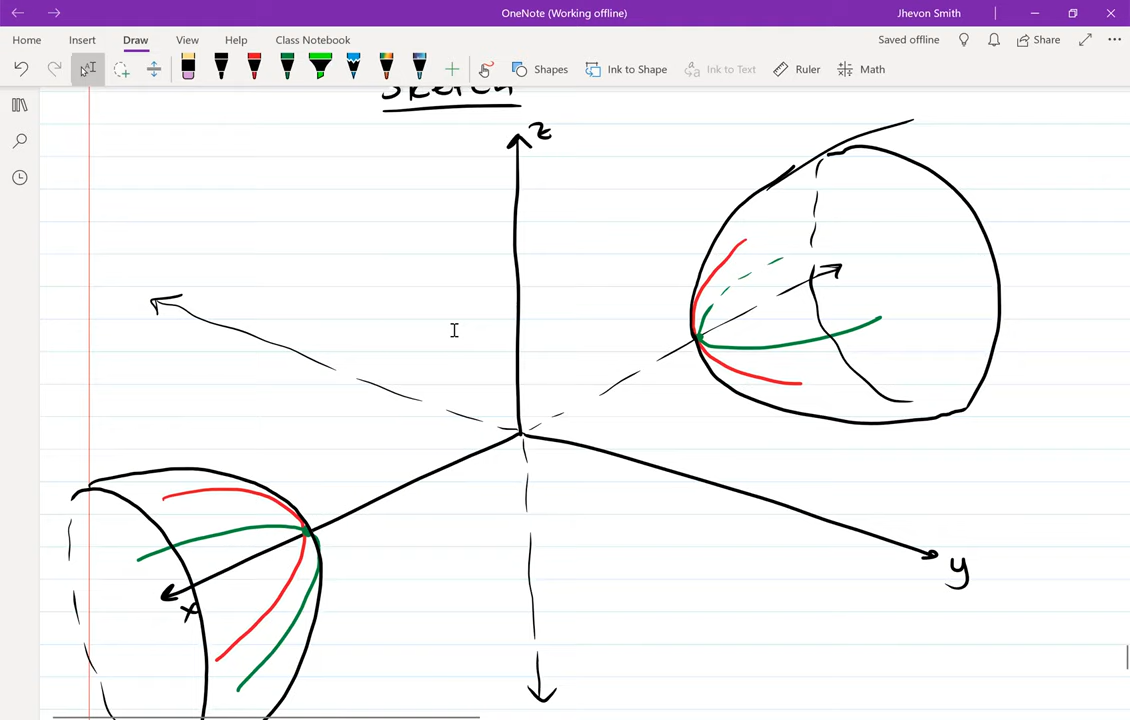 OneNote (Working offline)
Jhevon Smith
Home Insert Draw View Help Class Notebook
Saved offline
Share
Shapes
Ink to Shape
Ink to Text
Ruler
Math
Sketch
z
y
x